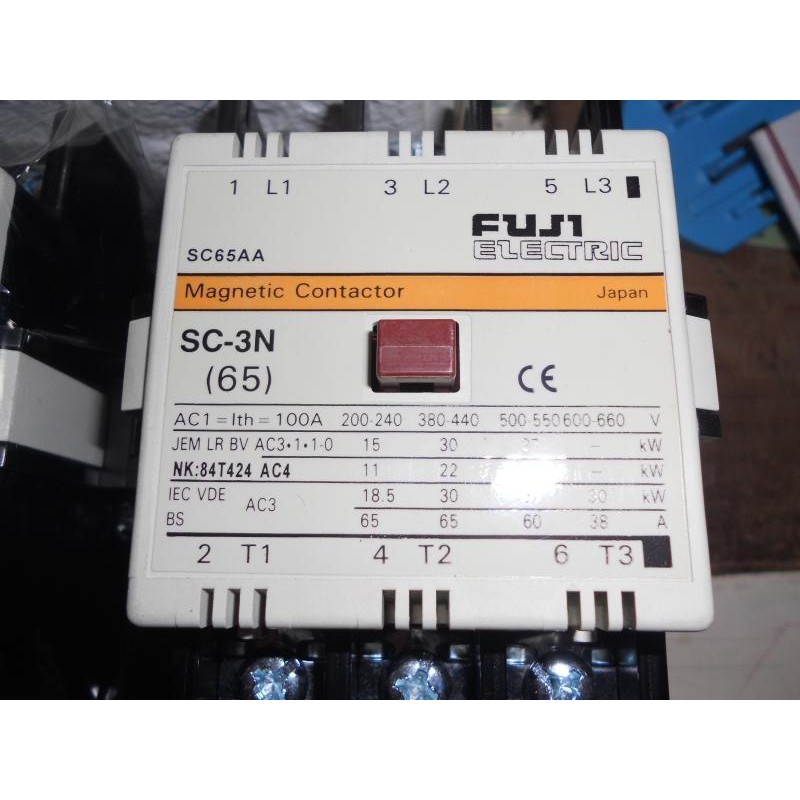 1 L1 3 L2 5 L3
FUJI
ELECTRIC
SC65AA
Magnetic Contactor Japan
SC-3N
(65)
CE
AC1=Ith=100A 200-240 380-440 500-550 600-660 V
JEM LR BV AC3·1·1-0 15 30 – kW
NK:84T424 AC4 11 22 – kW
IEC VDE AC3 18.5 30 30 kW
BS 65 65 60 38 A
2 T1 4 T2 6 T3